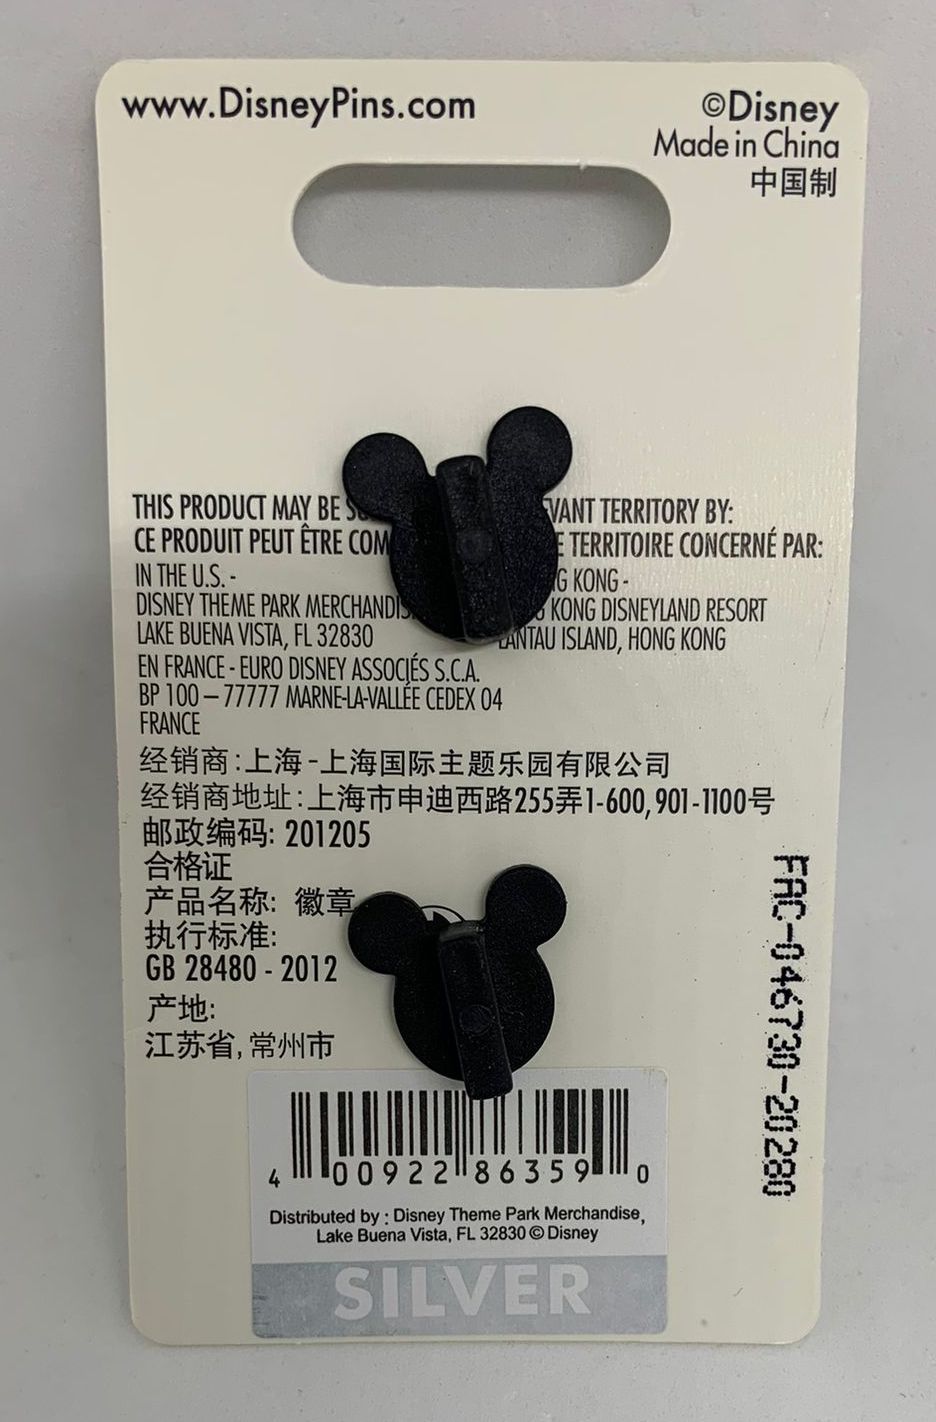 www.DisneyPins.com
©Disney
Made in China
中国制
THIS PRODUCT MAY BE VANT TERRITORY BY:
CE PRODUIT PEUT ÊTRE COM TERRITOIRE CONCERNÉ PAR:
IN THE U.S. -
DISNEY THEME PARK MERCHANDIS
LAKE BUENA VISTA, FL 32830
G KONG -
KONG DISNEYLAND RESORT
LANTAU ISLAND, HONG KONG
EN FRANCE - EURO DISNEY ASSOCIÉS S.C.A.
BP 100 – 77777 MARNE-LA-VALLÉE CEDEX 04
FRANCE
经销商:上海-上海国际主题乐园有限公司
经销商地址:上海市申迪西路255弄1-600,901-1100号
邮政编码: 201205
合格证
产品名称: 徽章
执行标准:
GB 28480 - 2012
产地:
江苏省,常州市
FAC-046730-20280
4 00922 86359 0
Distributed by : Disney Theme Park Merchandise,
Lake Buena Vista, FL 32830 © Disney
SILVER